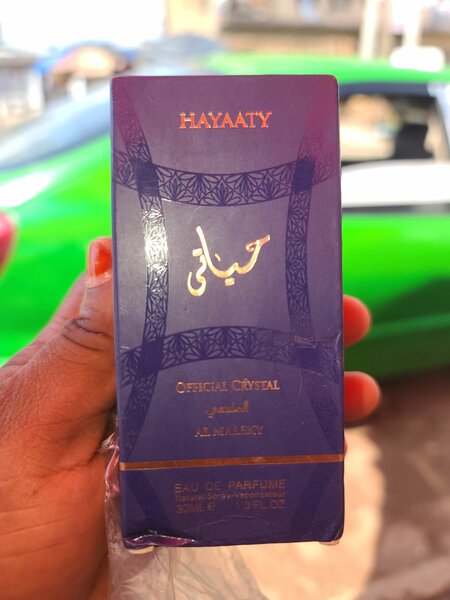 HAYAATY
حياتي
OFFICIAL CRYSTAL
AL MALEKY
EAU DE PARFUME
Natural Spray-Vaporisateur
30ML e 1.0 FL.OZ